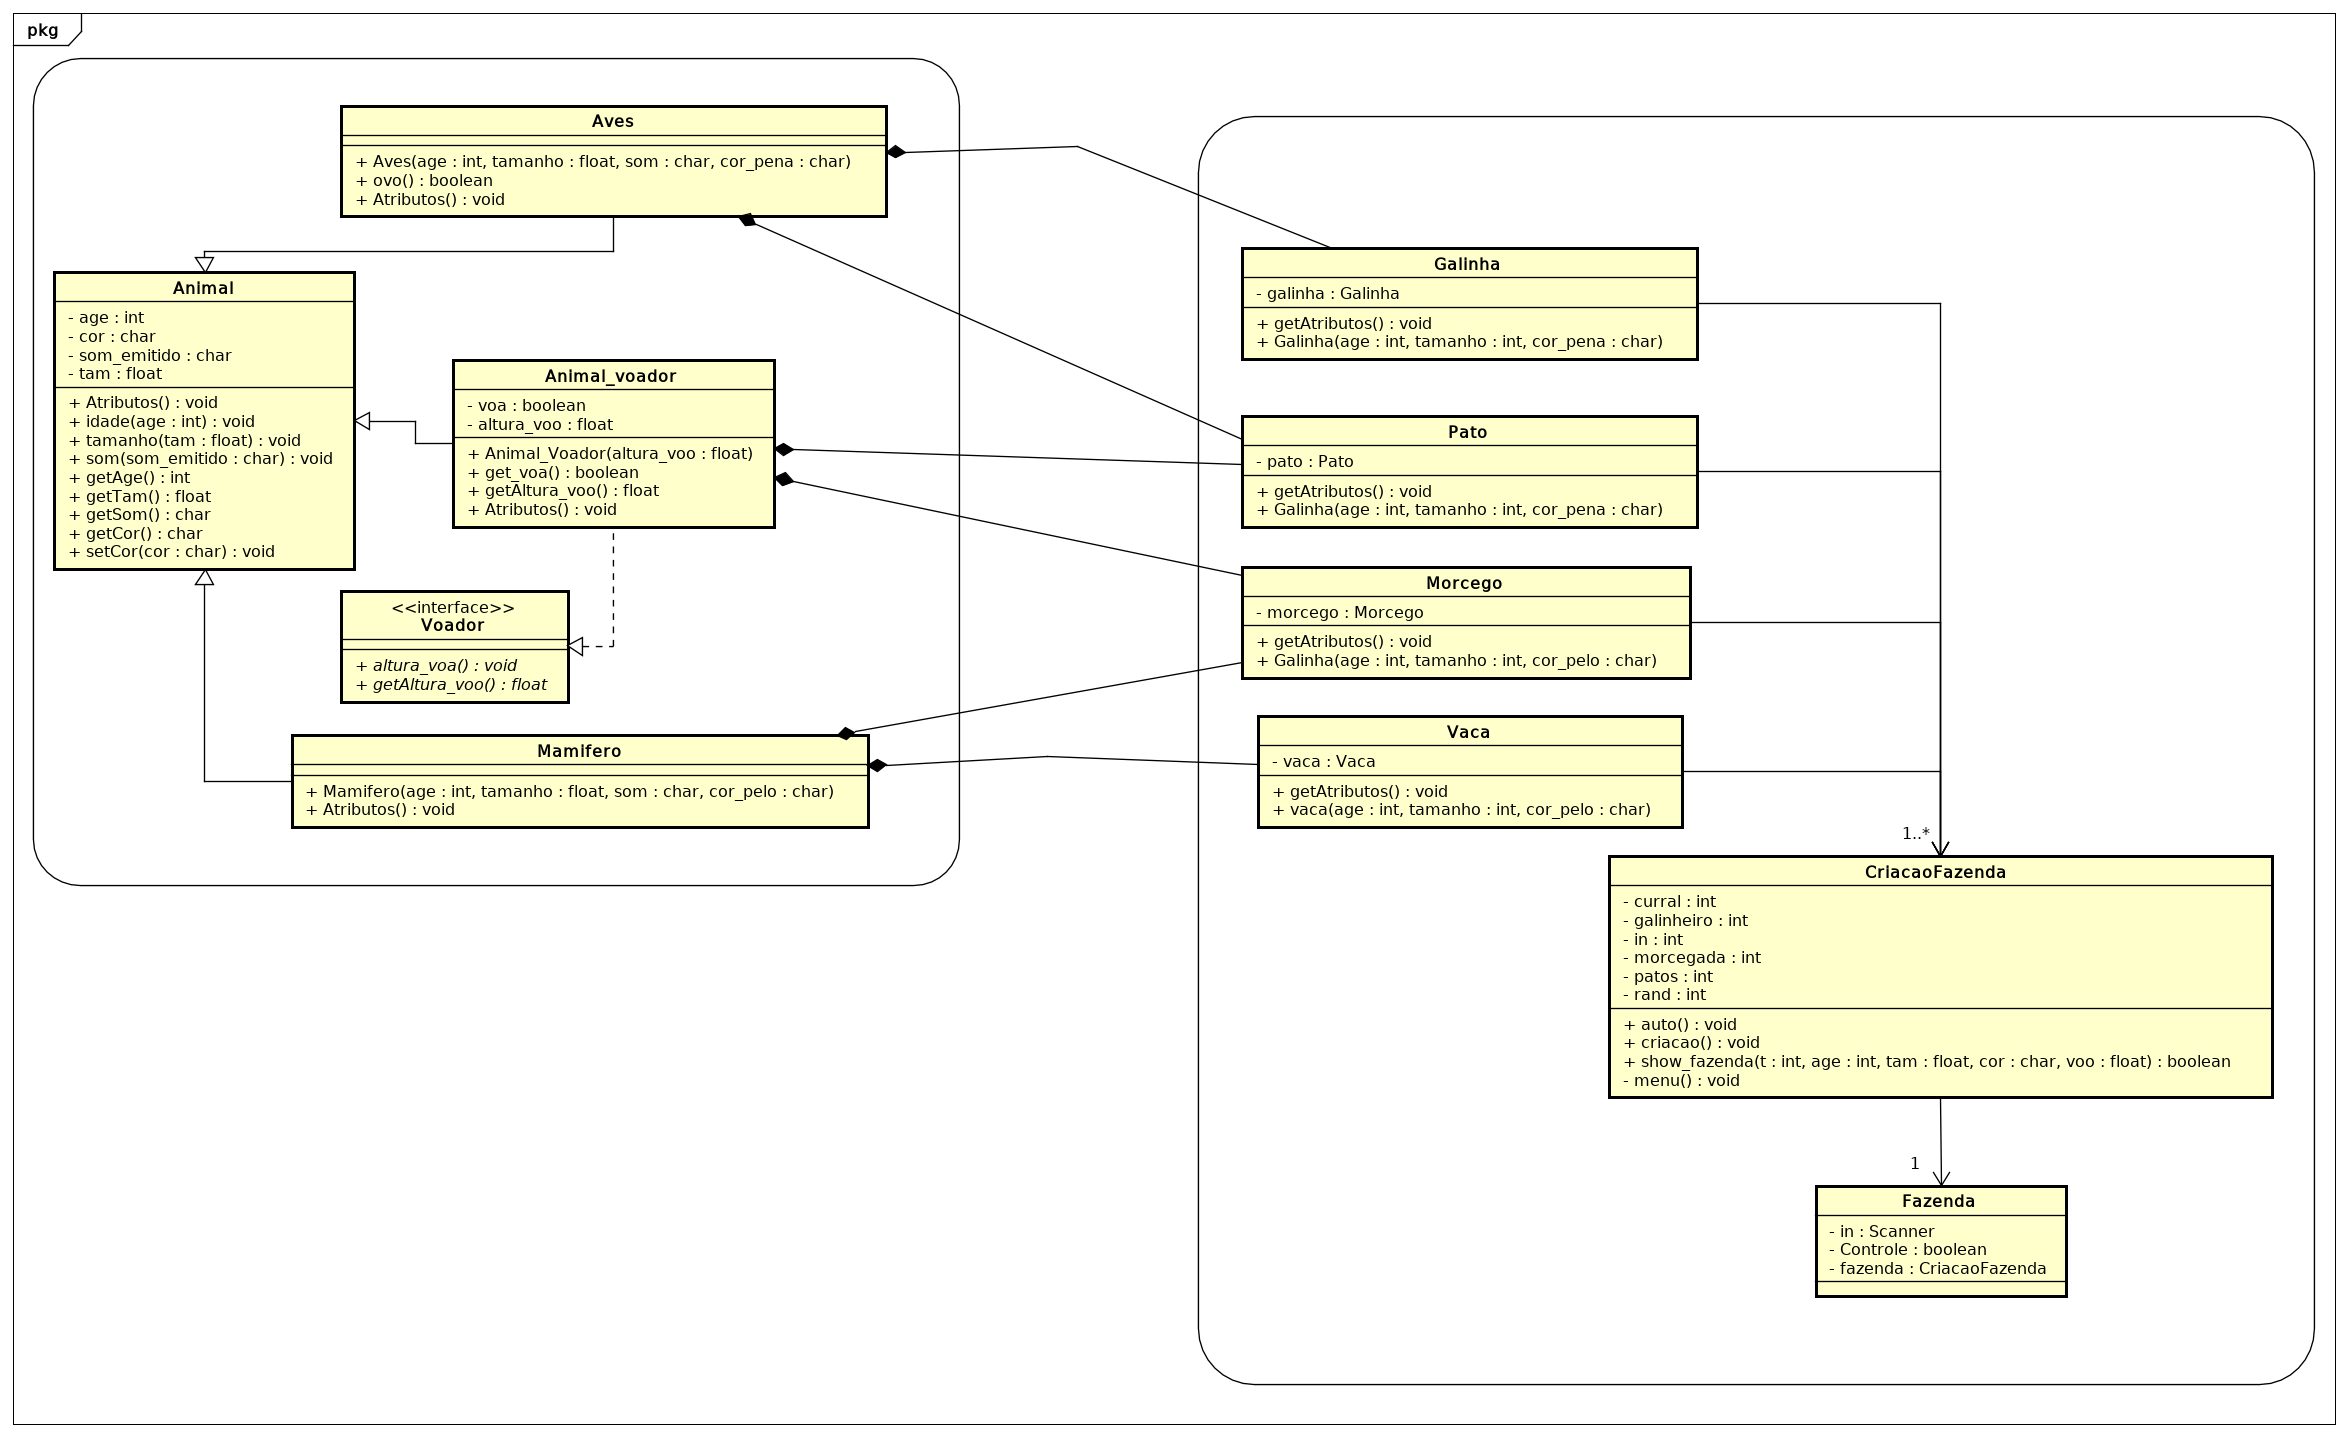 pkg
Aves
+ Aves(age : int, tamanho : float, som : char, cor_pena : char)
+ ovo() : boolean
+ Atributos() : void
Animal
- age : int
- cor : char
- som_emitido : char
- tam : float
+ Atributos() : void
+ idade(age : int) : void
+ tamanho(tam : float) : void
+ som(som_emitido : char) : void
+ getAge() : int
+ getTam() : float
+ getSom() : char
+ getCor() : char
+ setCor(cor : char) : void
Animal_voador
- voa : boolean
- altura_voo : float
+ Animal_Voador(altura_voo : float)
+ get_voa() : boolean
+ getAltura_voo() : float
+ Atributos() : void
<<interface>>
Voador
+ altura_voa() : void
+ getAltura_voo() : float
Mamifero
+ Mamifero(age : int, tamanho : float, som : char, cor_pelo : char)
+ Atributos() : void
Galinha
- galinha : Galinha
+ getAtributos() : void
+ Galinha(age : int, tamanho : int, cor_pena : char)
Pato
- pato : Pato
+ getAtributos() : void
+ Galinha(age : int, tamanho : int, cor_pena : char)
Morcego
- morcego : Morcego
+ getAtributos() : void
+ Galinha(age : int, tamanho : int, cor_pelo : char)
Vaca
- vaca : Vaca
+ getAtributos() : void
+ vaca(age : int, tamanho : int, cor_pelo : char)
1..*
CriacaoFazenda
- curral : int
- galinheiro : int
- in : int
- morcegada : int
- patos : int
- rand : int
+ auto() : void
+ criacao() : void
+ show_fazenda(t : int, age : int, tam : float, cor : char, voo : float) : boolean
- menu() : void
1
Fazenda
- in : Scanner
- Controle : boolean
- fazenda : CriacaoFazenda